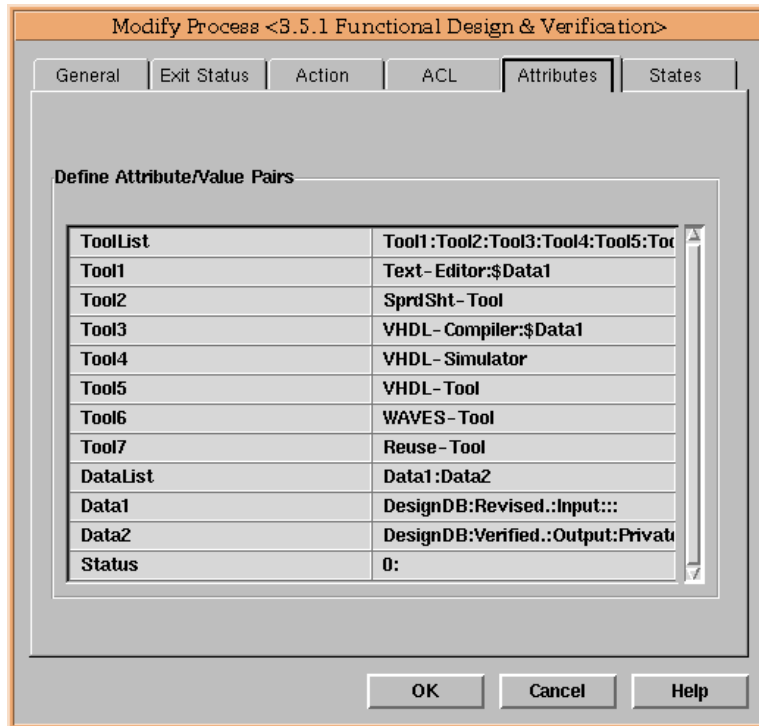 Modify Process <3.5.1 Functional Design & Verification>
General Exit Status Action ACL Attributes States
Define Attribute/Value Pairs
ToolList Tool1:Tool2:Tool3:Tool4:Tool5:Too
Tool1 Text-Editor:$Data1
Tool2 SprdSht-Tool
Tool3 VHDL-Compiler:$Data1
Tool4 VHDL-Simulator
Tool5 VHDL-Tool
Tool6 WAVES-Tool
Tool7 Reuse-Tool
DataList Data1:Data2
Data1 DesignDB:Revised.:Input:::
Data2 DesignDB:Verified.:Output:Private
Status 0:
OK Cancel Help